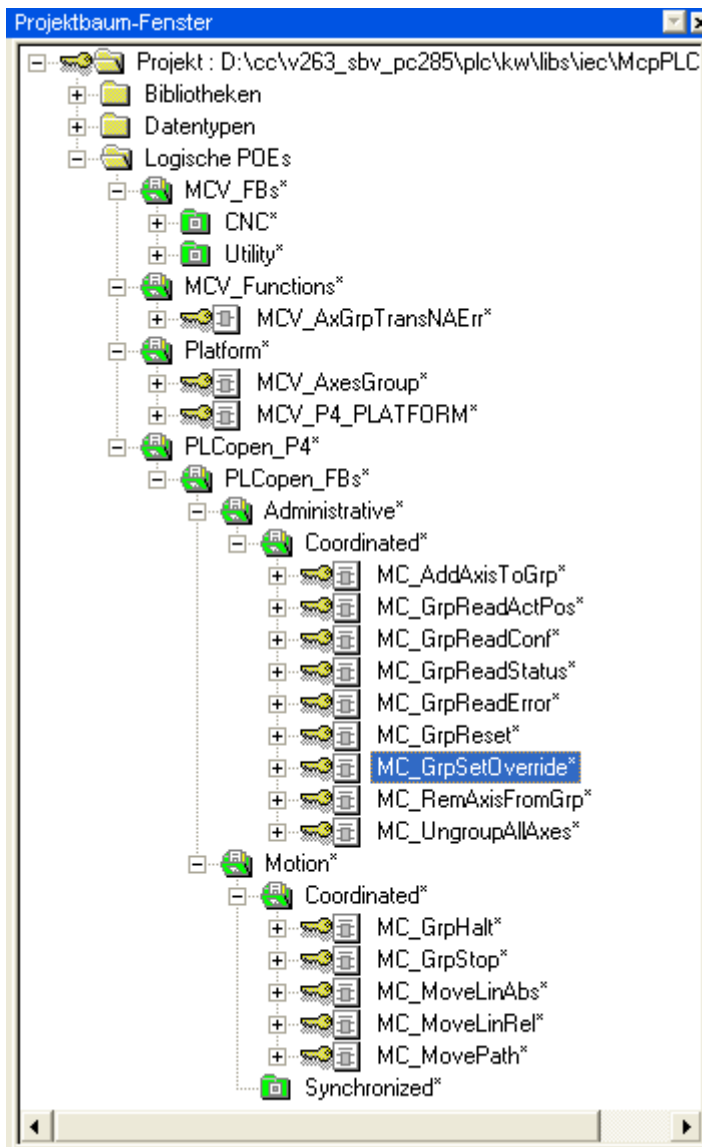 Projektbaum-Fenster
Projekt : D:\cc\v263_sbv_pc285\plc\kw\libs\iec\McpPLC
Bibliotheken
Datentypen
Logische POEs
MCV_FBs*
CNC*
Utility*
MCV_Functions*
MCV_AxGrpTransNAErr*
Platform*
MCV_AxesGroup*
MCV_P4_PLATFORM*
PLCopen_P4*
PLCopen_FBs*
Administrative*
Coordinated*
MC_AddAxisToGrp*
MC_GrpReadActPos*
MC_GrpReadConf*
MC_GrpReadStatus*
MC_GrpReadError*
MC_GrpReset*
MC_GrpSetOverride*
MC_RemAxisFromGrp*
MC_UngroupAllAxes*
Motion*
Coordinated*
MC_GrpHalt*
MC_GrpStop*
MC_MoveLinAbs*
MC_MoveLinRel*
MC_MovePath*
Synchronized*